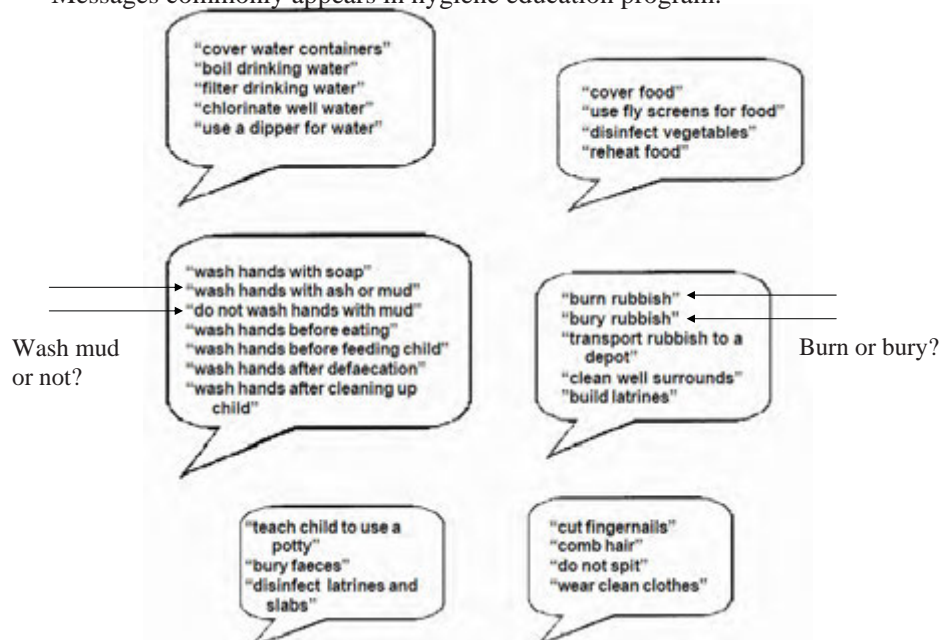 Messages commonly appears in hygiene education program.
“cover water containers”
“boil drinking water”
“filter drinking water”
“chlorinate well water”
“use a dipper for water”
“cover food”
“use fly screens for food”
“disinfect vegetables”
“reheat food”
“wash hands with soap”
“wash hands with ash or mud”
“do not wash hands with mud”
“wash hands before eating”
“wash hands before feeding child”
“wash hands after defaecation”
“wash hands after cleaning up
child”
Wash mud
or not?
“burn rubbish”
“bury rubbish”
“transport rubbish to a
depot”
“clean well surrounds”
”build latrines”
Burn or bury?
“teach child to use a
potty”
“bury faeces”
“disinfect latrines and
slabs”
“cut fingernails”
“comb hair”
“do not spit”
“wear clean clothes”